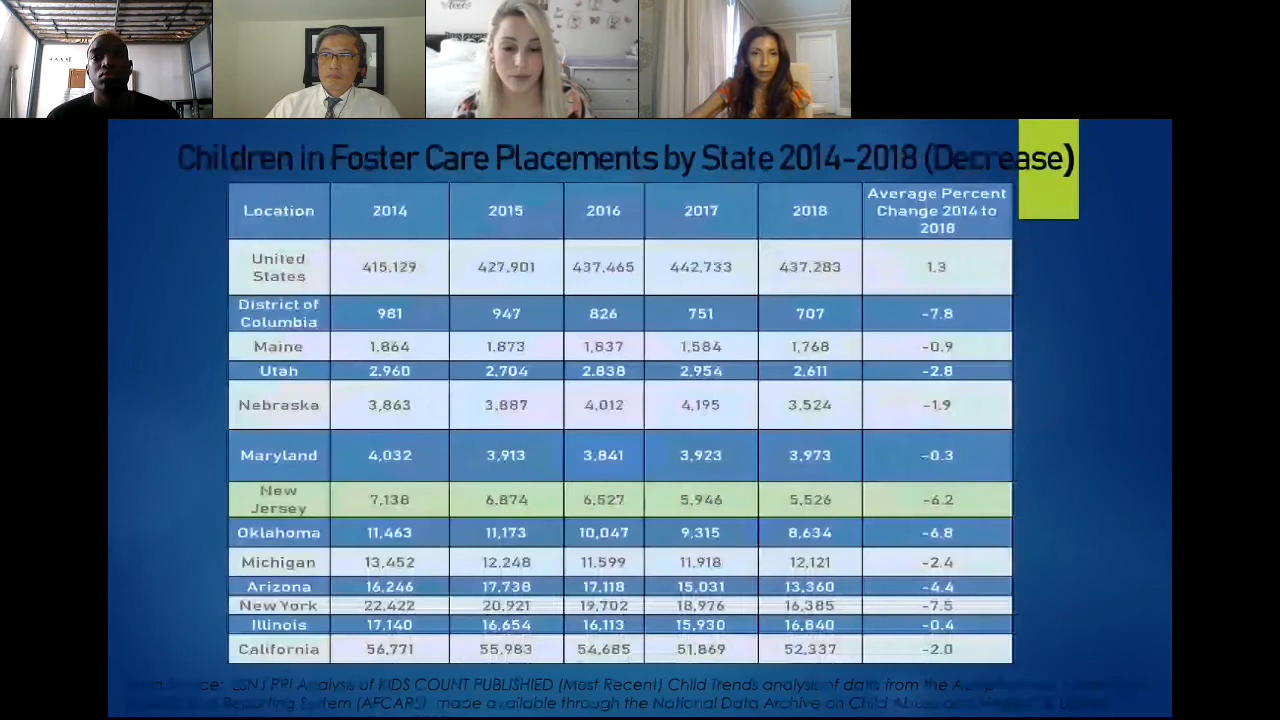 Children in Foster Care Placements by State 2014-2018 (Decrease)
Location 2014 2015 2016 2017 2018 Average Percent Change 2014 to 2018
United States 415,129 427,901 437,465 442,733 437,283 1.3
District of Columbia 981 947 826 751 707 -7.8
Maine 1,864 1,873 1,837 1,584 1,768 -0.9
Utah 2,960 2,704 2,838 2,954 2,611 -2.8
Nebraska 3,863 3,887 4,012 4,195 3,524 -1.9
Maryland 4,032 3,913 3,841 3,923 3,973 -0.3
New Jersey 7,138 6,874 6,527 5,946 5,526 -6.2
Oklahoma 11,463 11,173 10,047 9,315 8,634 -6.8
Michigan 13,452 12,248 11,599 11,918 12,121 -2.4
Arizona 16,246 17,738 17,118 15,031 13,360 -4.4
New York 22,422 20,921 19,702 18,976 16,385 -7.5
Illinois 17,140 16,654 16,113 15,930 16,840 -0.4
California 56,771 55,983 54,685 51,869 52,337 -2.0
LSNJ PRI Analysis of KIDS COUNT PUBLISHIED (Most Recent) Child Trends analysis of data from the
Reporting System (AFCARS) made available through the National Data Archive on Child Abuse and Neglect